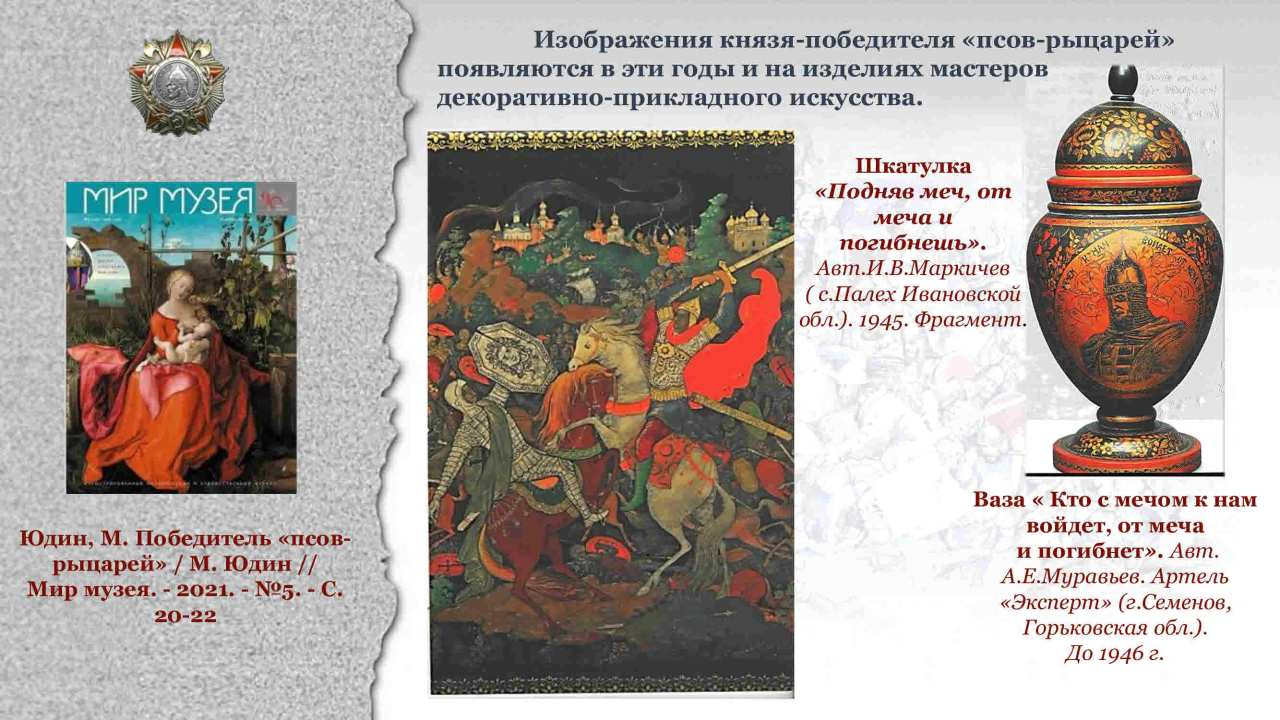 Изображения князя-победителя «псов-рыцарей»
появляются в эти годы и на изделиях мастеров
декоративно-прикладного искусства.
МИР МУЗЕЯ
Юдин, М. Победитель «псов-
рыцарей» / М. Юдин //
Мир музея. - 2021. - №5. - С.
20-22
Шкатулка
«Подняв меч, от
меча и
погибнешь».
Авт.И.В.Маркичев
( с.Палех Ивановской
обл.). 1945. Фрагмент.
Ваза « Кто с мечом к нам
войдет, от меча
и погибнет». Авт.
А.Е.Муравьев. Артель
«Эксперт» (г.Семенов,
Горьковская обл.).
До 1946 г.